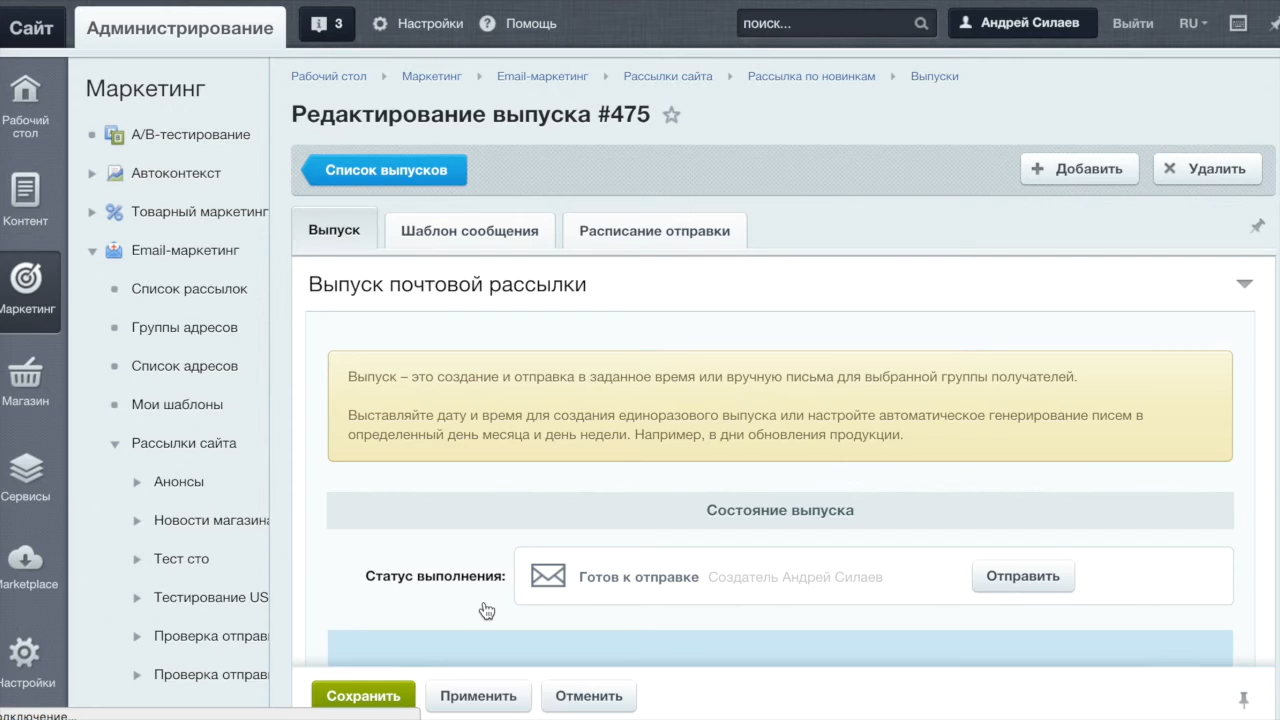 Сайт
Администрирование
3
Настройки
Помощь
поиск...
Андрей Силаев
Выйти
RU
Рабочий стол
Контент
Маркетинг
Магазин
Сервисы
Marketplace
Настройки
Маркетинг
A/B-тестирование
Автоконтекст
Товарный маркетинг
Email-маркетинг
Список рассылок
Группы адресов
Список адресов
Мои шаблоны
Рассылки сайта
Анонсы
Новости магазина
Тест сто
Тестирование US
Проверка отправ
Проверка отправ
Рабочий стол
Маркетинг
Email-маркетинг
Рассылки сайта
Рассылка по новинкам
Выпуски
Редактирование выпуска #475
Список выпусков
Добавить
Удалить
Выпуск
Шаблон сообщения
Расписание отправки
Выпуск почтовой рассылки
Выпуск – это создание и отправка в заданное время или вручную письма для выбранной группы получателей.
Выставляйте дату и время для создания единоразового выпуска или настройте автоматическое генерирование писем в
определенный день месяца и день недели. Например, в дни обновления продукции.
Состояние выпуска
Статус выполнения:
Готов к отправке
Создатель Андрей Силаев
Отправить
Сохранить
Применить
Отменить